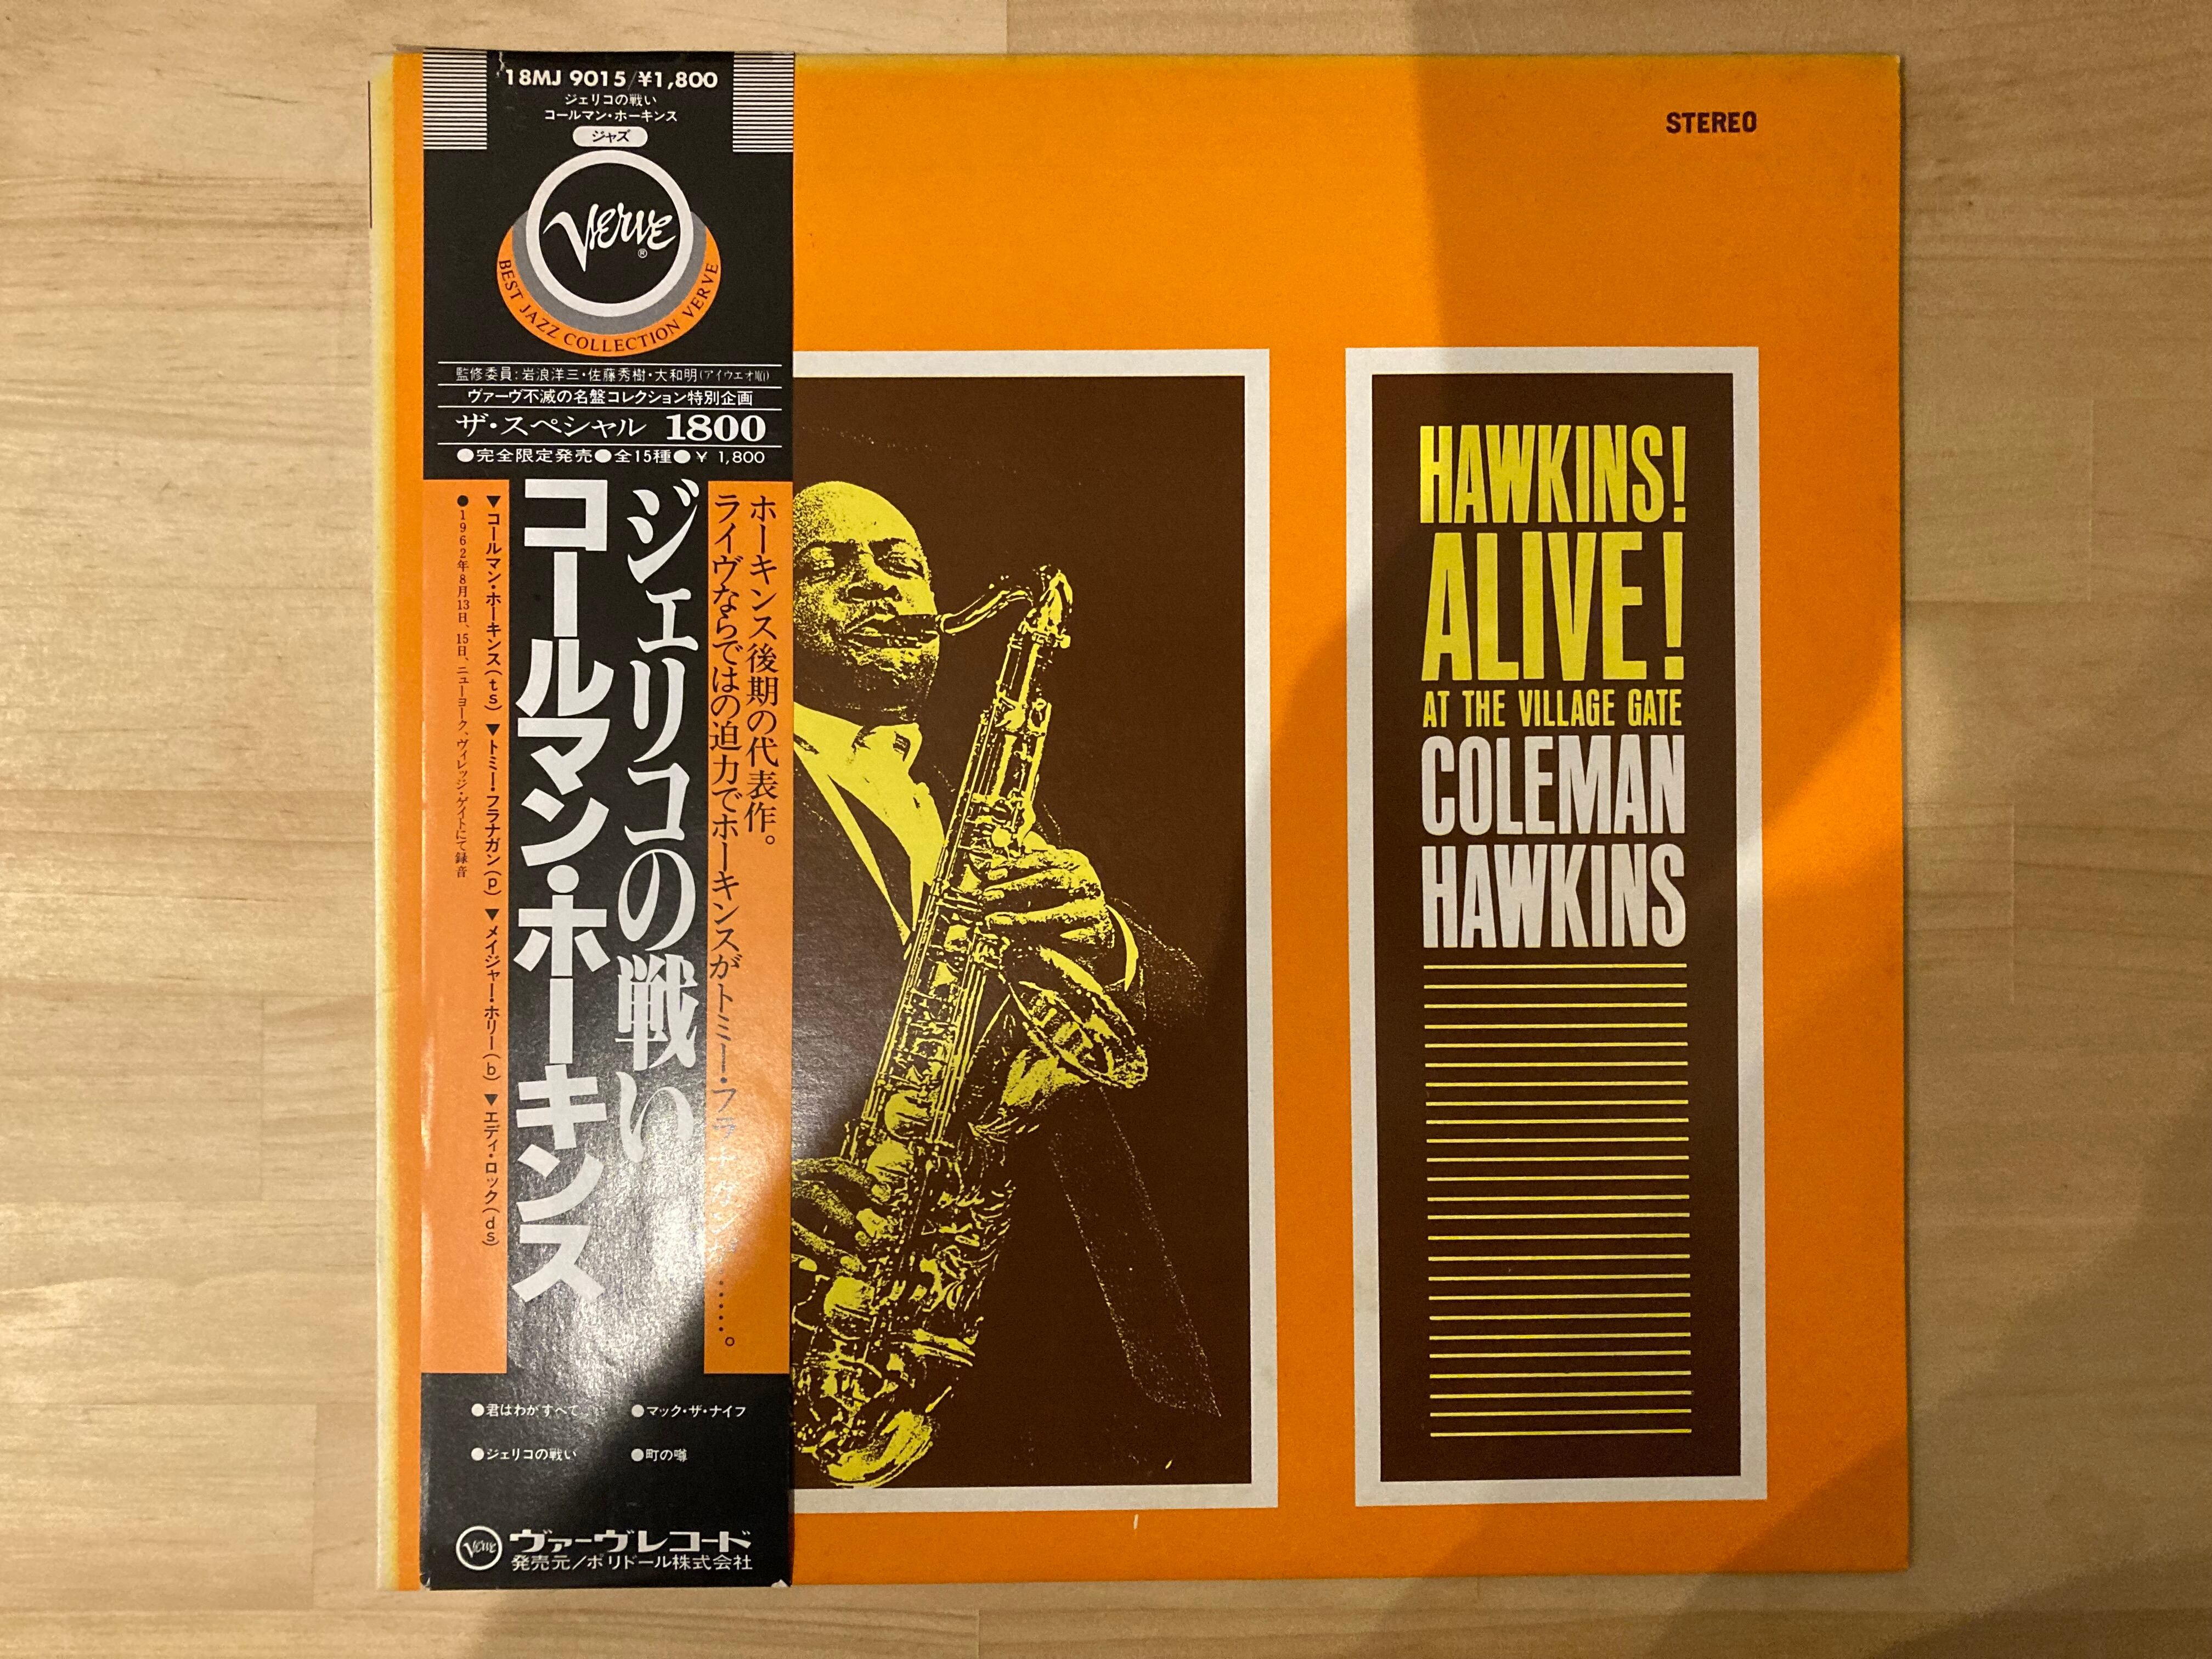 18MJ 9015/¥1,800
ジェリコの戦い
コールマン・ホーキンス
ジャズ
Verve®
BEST JAZZ COLLECTION VERVE
監修委員:岩浪洋三・佐藤秀樹・大和明(アイウエオ順)
ヴァーヴ不滅の名盤コレクション特別企画
ザ・スペシャル 1800
●完全限定発売●全15種●¥ 1,800
ホーキンス後期の代表作。
ライヴならではの迫力でホーキンスがトミー・フラナガンが……。
ジェリコの戦い
コールマン・ホーキンス
▼コールマン・ホーキンス(ts) ▼トミー・フラナガン(p) ▼メイジャー・ホリー(b) ▼エディ・ロック(ds)
●1962年8月13日、15日、ニューヨーク、ヴィレッジ・ゲイトにて録音
●君はわがすべて
●マック・ザ・ナイフ
●ジェリコの戦い
●町の噂
Verve ヴァーヴレコード
発売元/ポリドール株式会社
STEREO
HAWKINS!
ALIVE!
AT THE VILLAGE GATE
COLEMAN
HAWKINS